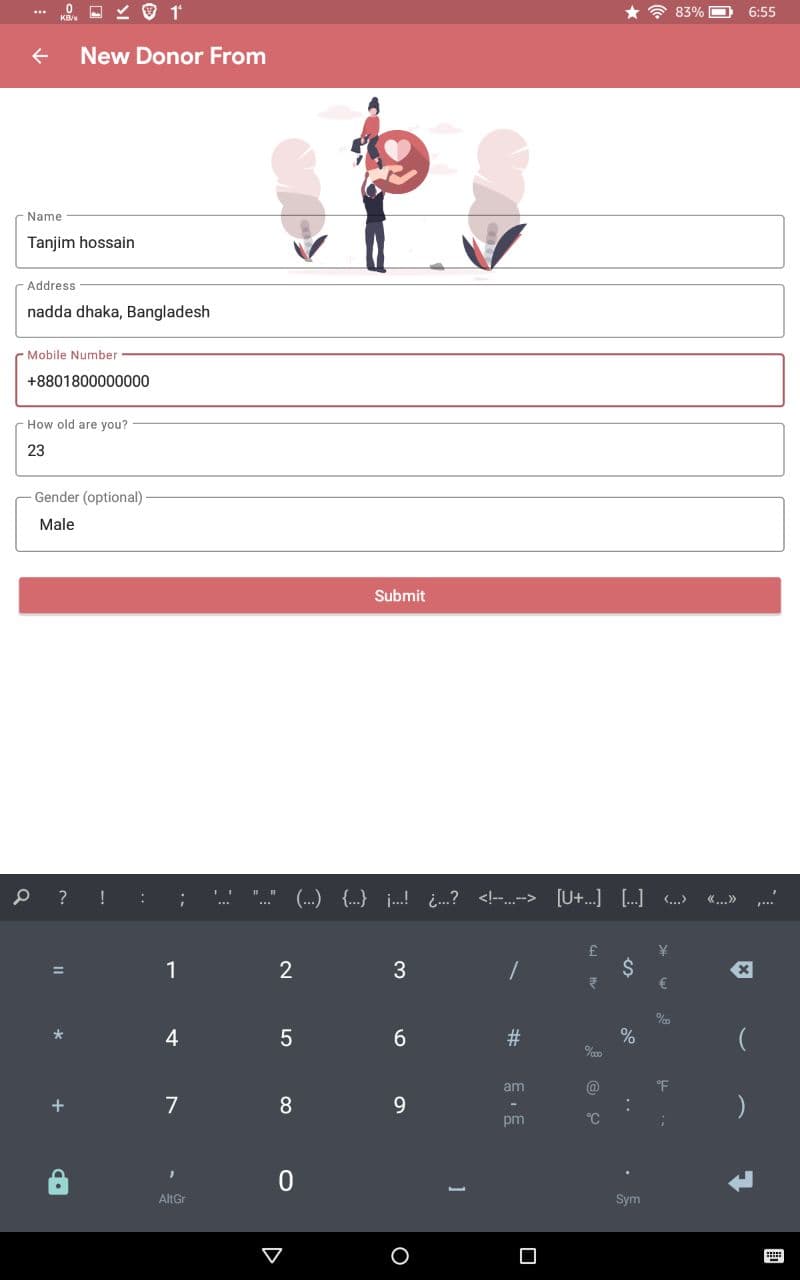 0
KB/s
1
83%
6:55
New Donor From
Name
Tanjim hossain
Address
nadda dhaka, Bangladesh
Mobile Number
+8801800000000
How old are you?
23
Gender (optional)
Male
Submit
? ! : ; '...' "..." (...) {...} ¡...! ¿...? <!--...--> [U+...] [...] ‹...› «...» ,...’
= 1 2 3 / £ ₹ $ ¥ €
* 4 5 6 # ‱ % ‰
+ 7 8 9 am - pm @ ℃ : ℉ ; )
(
, 0 .
AltGr Sym